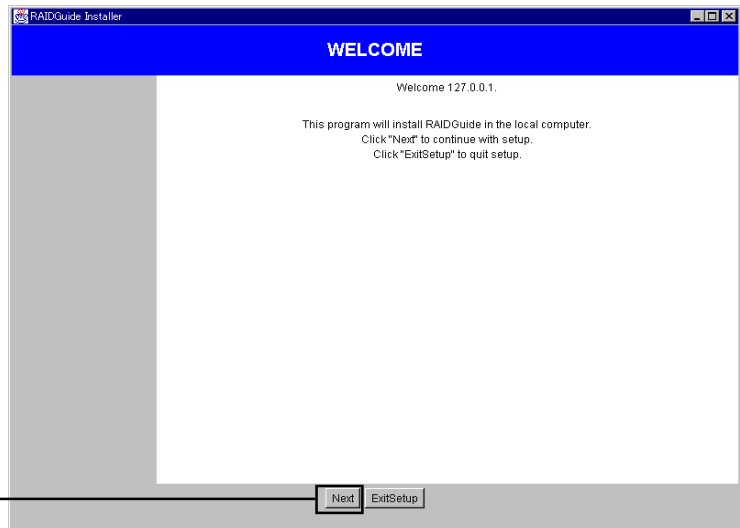 RAIDGuide Installer
WELCOME
Welcome 127.0.0.1.
This program will install RAIDGuide in the local computer.
Click "Next" to continue with setup.
Click "ExitSetup" to quit setup.
Next
ExitSetup